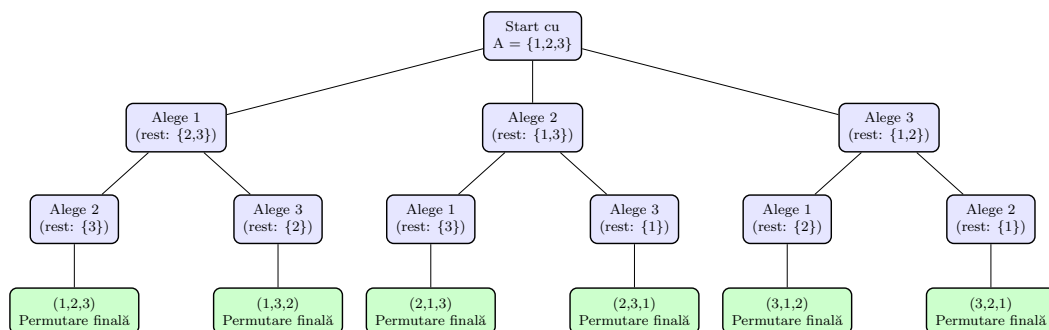 Start cu
A = {1,2,3}
Alege 1
(rest: {2,3})
Alege 2
(rest: {1,3})
Alege 3
(rest: {1,2})
Alege 2
(rest: {3})
Alege 3
(rest: {2})
Alege 1
(rest: {3})
Alege 3
(rest: {1})
Alege 1
(rest: {2})
Alege 2
(rest: {1})
(1,2,3)
Permutare finală
(1,3,2)
Permutare finală
(2,1,3)
Permutare finală
(2,3,1)
Permutare finală
(3,1,2)
Permutare finală
(3,2,1)
Permutare finală